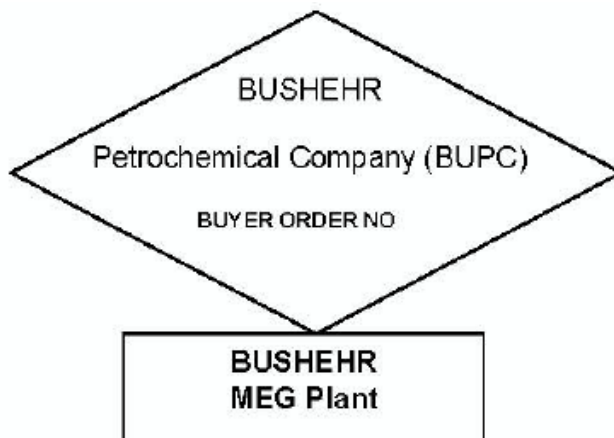 BUSHEHR
Petrochemical Company (BUPC)
BUYER ORDER NO
BUSHEHR
MEG Plant